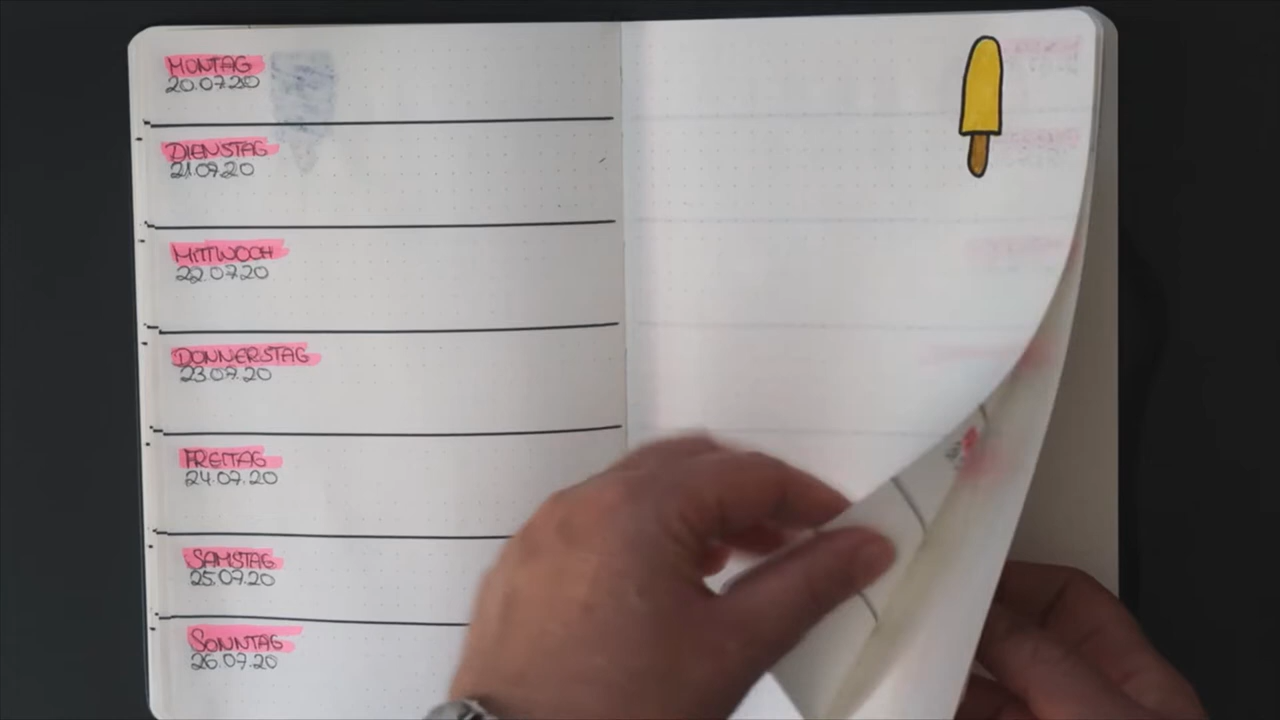 MONTAG
20.07.20
DIENSTAG
21.07.20
MITTWOCH
22.07.20
DONNERSTAG
23.07.20
FREITAG
24.07.20
SAMSTAG
25.07.20
SONNTAG
26.07.20